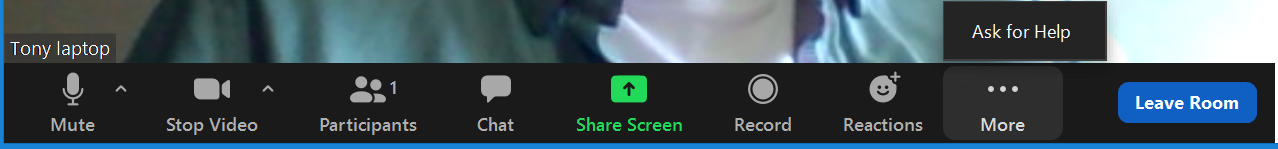 Ask for Help
Tony laptop
1
Mute
Stop Video
Participants
Chat
Share Screen
Record
Reactions
More
Leave Room